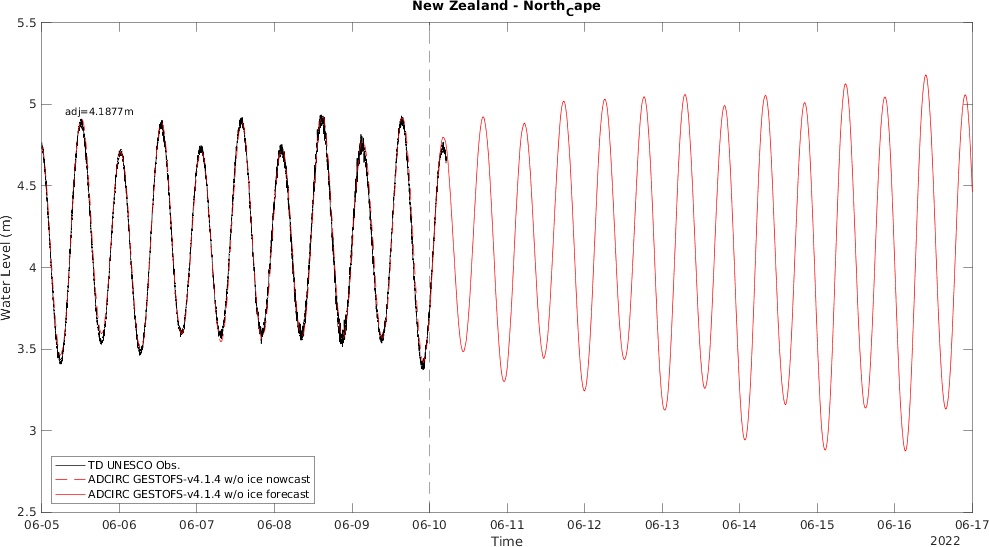 New Zealand - NorthCape
5.5
adj=4.1877m
5
4.5
4
3.5
3
2.5
Water Level (m)
TD UNESCO Obs.
ADCIRC GESTOFS-v4.1.4 w/o ice nowcast
ADCIRC GESTOFS-v4.1.4 w/o ice forecast
06-05 06-06 06-07 06-08 06-09 06-10 06-11 06-12 06-13 06-14 06-15 06-16 06-17
Time
2022